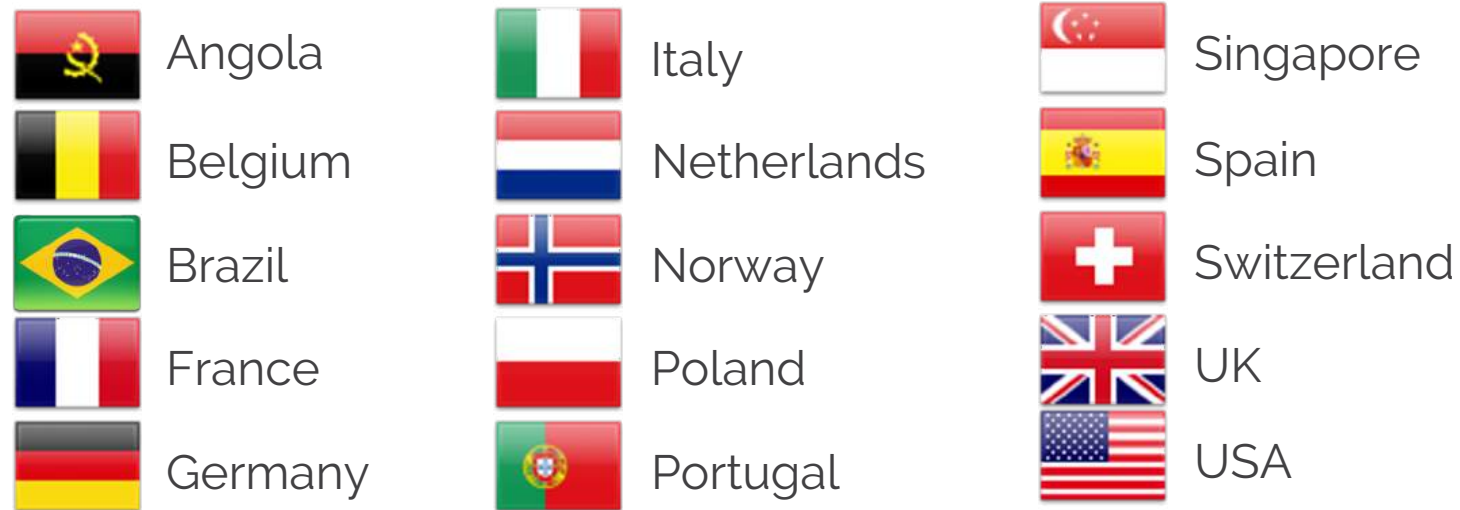 Angola
Belgium
Brazil
France
Germany
Italy
Netherlands
Norway
Poland
Portugal
Singapore
Spain
Switzerland
UK
USA